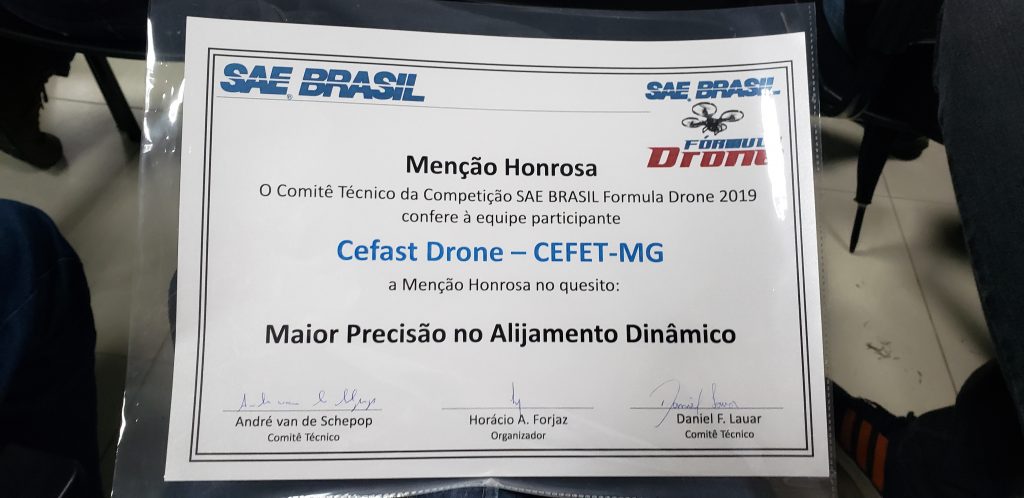 SAE BRASIL
SAE BRASIL
FÓRMULA
Drone
Menção Honrosa
O Comitê Técnico da Competição SAE BRASIL Formula Drone 2019
confere à equipe participante
Cefast Drone – CEFET-MG
a Menção Honrosa no quesito:
Maior Precisão no Alijamento Dinâmico
André van de Schepop
Comitê Técnico
Horácio A. Forjaz
Organizador
Daniel F. Lauar
Comitê Técnico